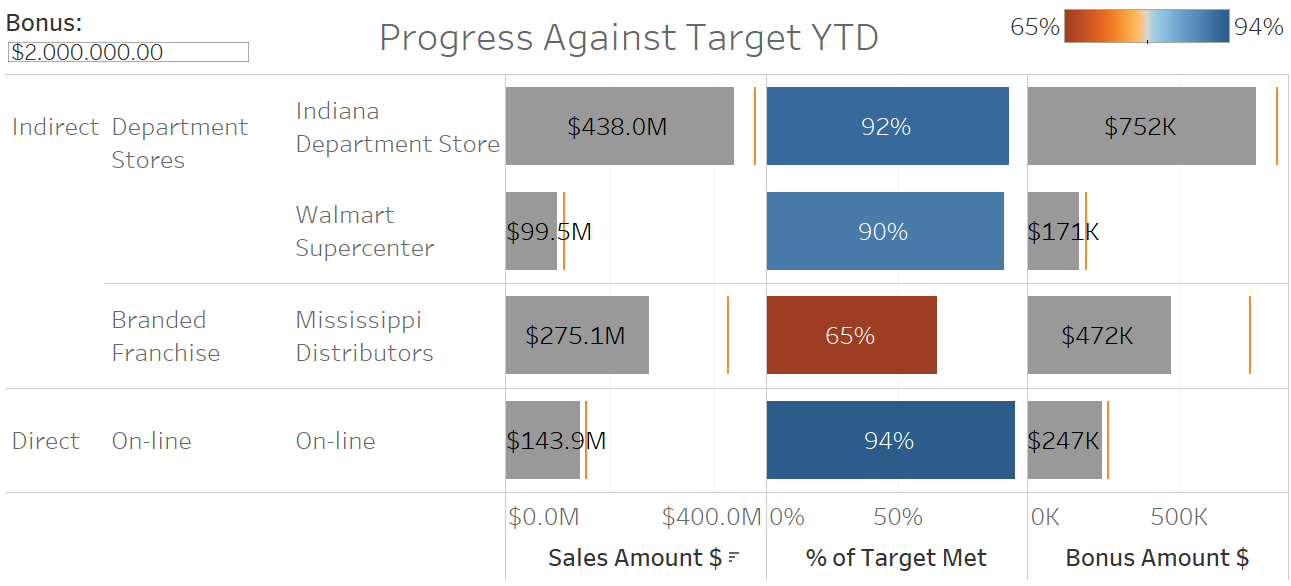 Bonus:
$2.000.000.00
Progress Against Target YTD
65%
94%
Indirect
Department
Stores
Indiana
Department Store
$438.0M
92%
$752K
Walmart
Supercenter
$99.5M
90%
$171K
Branded
Franchise
Mississippi
Distributors
$275.1M
65%
$472K
Direct
On-line
On-line
$143.9M
94%
$247K
$0.0M
$400.0M
0%
50%
0K
500K
Sales Amount $
% of Target Met
Bonus Amount $